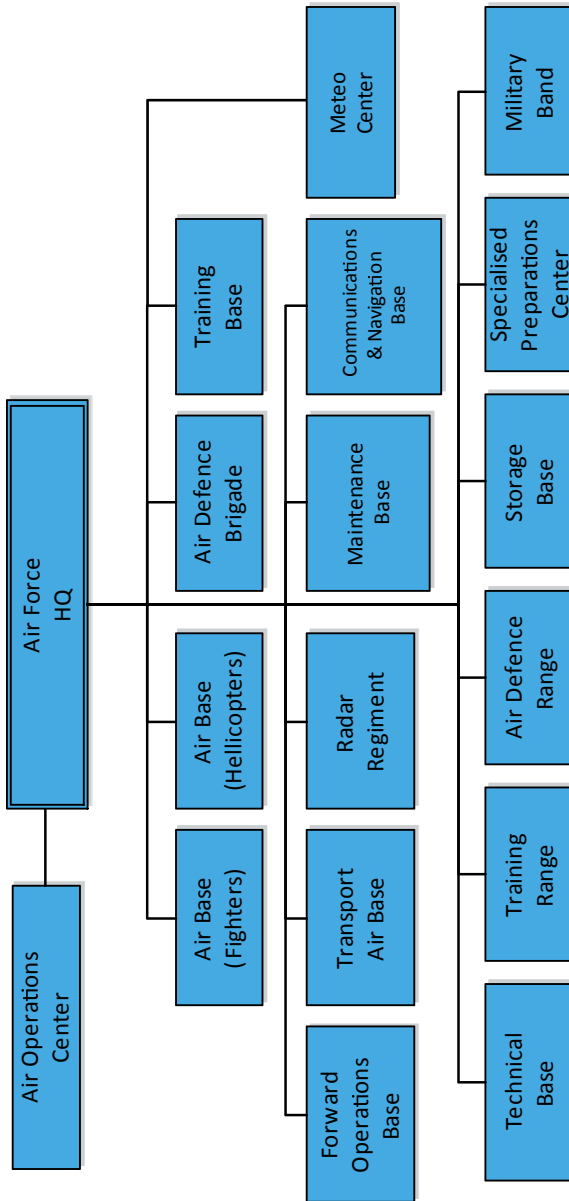 Air Operations
Center
Air Force
HQ
Air Base
( Fighters)
Air Base
(Hellicopters)
Air Defence
Brigade
Training
Base
Forward
Operations
Base
Transport
Air Base
Radar
Regiment
Maintenance
Base
Communications
& Navigation
Base
Meteo
Center
Technical
Base
Training
Range
Air Defence
Range
Storage
Base
Specialised
Preparations
Center
Military
Band